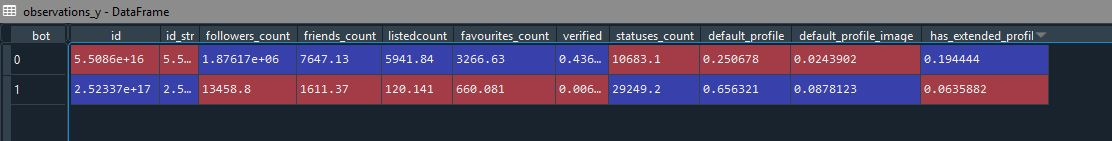 observations_y - DataFrame
bot id id_str followers_count friends_count listedcount favourites_count verified statuses_count default_profile default_profile_image has_extended_profil
0 5.5086e+16 5.5… 1.87617e+06 7647.13 5941.84 3266.63 0.436… 10683.1 0.250678 0.0243902 0.194444
1 2.52337e+17 2.5… 13458.8 1611.37 120.141 660.081 0.006… 29249.2 0.656321 0.0878123 0.0635882